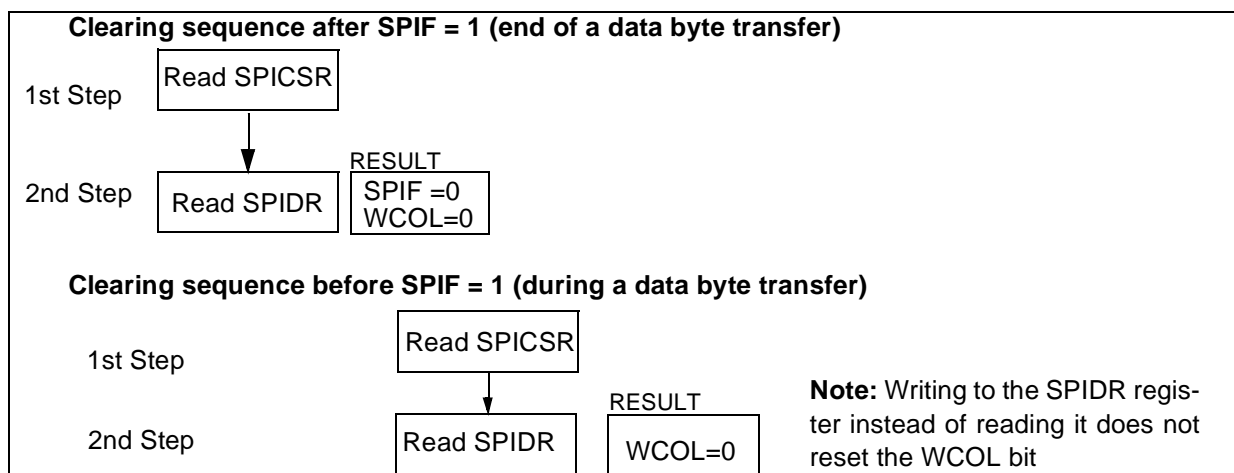 Clearing sequence after SPIF = 1 (end of a data byte transfer)
1st Step
Read SPICSR
2nd Step
Read SPIDR
RESULT
SPIF =0
WCOL=0
Clearing sequence before SPIF = 1 (during a data byte transfer)
1st Step
Read SPICSR
2nd Step
Read SPIDR
RESULT
WCOL=0
Note: Writing to the SPIDR regis-
ter instead of reading it does not
reset the WCOL bit